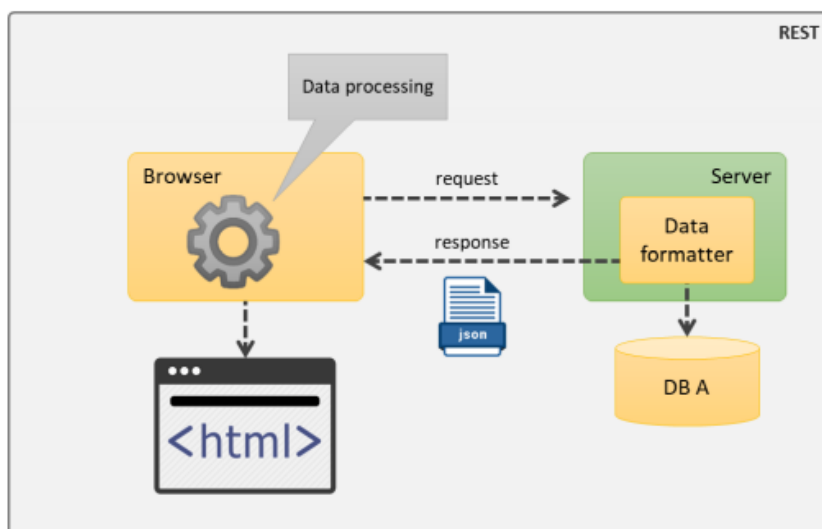 REST
Data processing
Browser
request
Server
Data
formatter
response
json
DB A
<html>